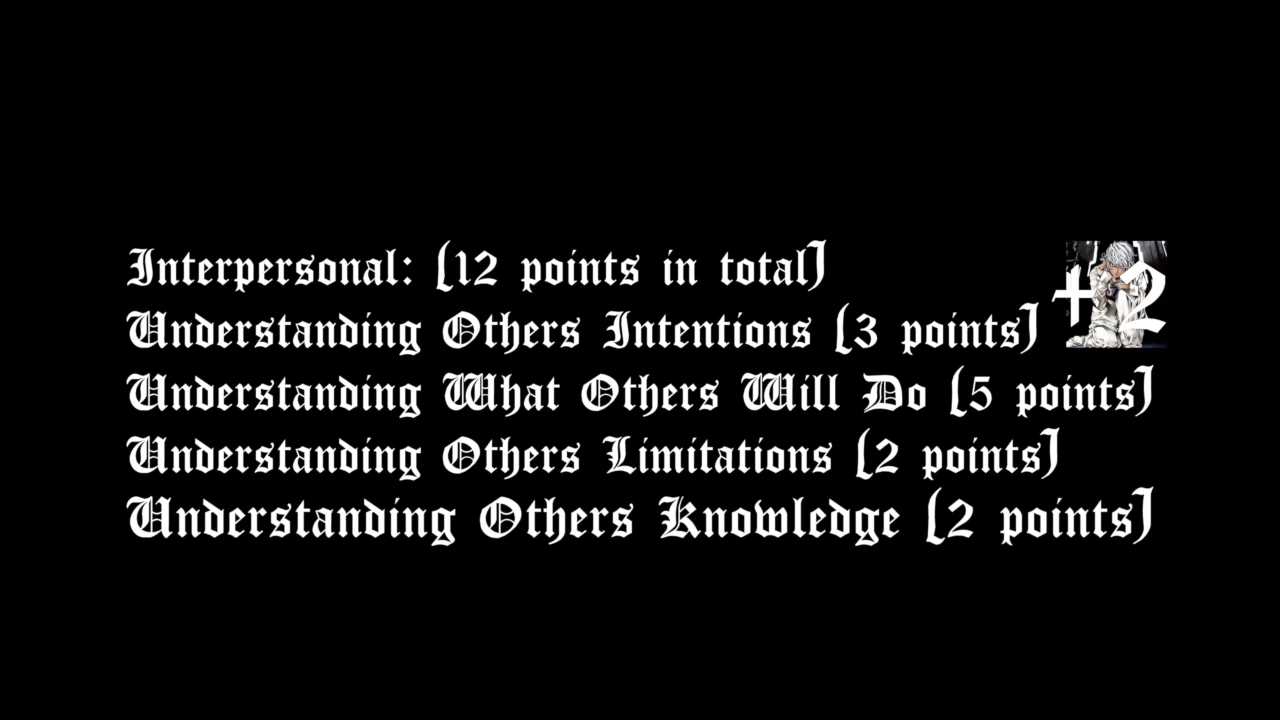 Interpersonal: (12 points in total)
Understanding Others Intentions (3 points) +2
Understanding What Others Will Do (5 points)
Understanding Others Limitations (2 points)
Understanding Others Knowledge (2 points)